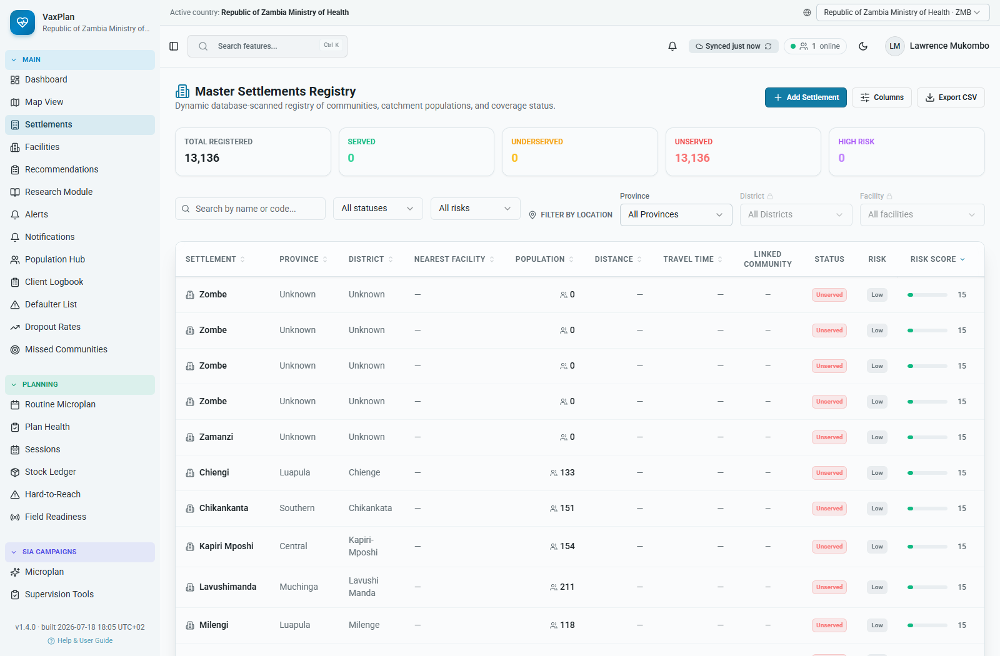 VaxPlan
Republic of Zambia Ministry of...
Active country: Republic of Zambia Ministry of Health
Republic of Zambia Ministry of Health · ZMB
Search features...
Ctrl K
Synced just now
1 online
LM
Lawrence Mukombo
MAIN
Dashboard
Map View
Settlements
Facilities
Recommendations
Research Module
Alerts
Notifications
Population Hub
Client Logbook
Defaulter List
Dropout Rates
Missed Communities
PLANNING
Routine Microplan
Plan Health
Sessions
Stock Ledger
Hard-to-Reach
Field Readiness
SIA CAMPAIGNS
Microplan
Supervision Tools
v1.4.0 · built 2026-07-18 18:05 UTC+02
Help & User Guide
Master Settlements Registry
Dynamic database-scanned registry of communities, catchment populations, and coverage status.
Add Settlement
Columns
Export CSV
TOTAL REGISTERED
13,136
SERVED
0
UNDERSERVED
0
UNSERVED
13,136
HIGH RISK
0
Search by name or code...
All statuses
All risks
FILTER BY LOCATION
Province
All Provinces
District
All Districts
Facility
All facilities
SETTLEMENT PROVINCE DISTRICT NEAREST FACILITY POPULATION DISTANCE TRAVEL TIME LINKED COMMUNITY STATUS RISK RISK SCORE
Zombe Unknown Unknown — 0 — — — Unserved Low 15
Zombe Unknown Unknown — 0 — — — Unserved Low 15
Zombe Unknown Unknown — 0 — — — Unserved Low 15
Zombe Unknown Unknown — 0 — — — Unserved Low 15
Zamanzi Unknown Unknown — 0 — — — Unserved Low 15
Chiengi Luapula Chienge — 133 — — — Unserved Low 15
Chikankanta Southern Chikankata — 151 — — — Unserved Low 15
Kapiri Mposhi Central Kapiri-Mposhi — 154 — — — Unserved Low 15
Lavushimanda Muchinga Lavushi Manda — 211 — — — Unserved Low 15
Milengi Luapula Milenge — 118 — — — Unserved Low 15